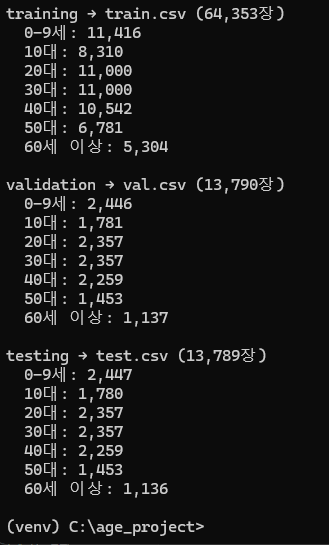 training → train.csv (64,353장)
0-9세: 11,416
10대: 8,310
20대: 11,000
30대: 11,000
40대: 10,542
50대: 6,781
60세 이상: 5,304
validation → val.csv (13,790장)
0-9세: 2,446
10대: 1,781
20대: 2,357
30대: 2,357
40대: 2,259
50대: 1,453
60세 이상: 1,137
testing → test.csv (13,789장)
0-9세: 2,447
10대: 1,780
20대: 2,357
30대: 2,357
40대: 2,259
50대: 1,453
60세 이상: 1,136
(venv) C:\age_project>